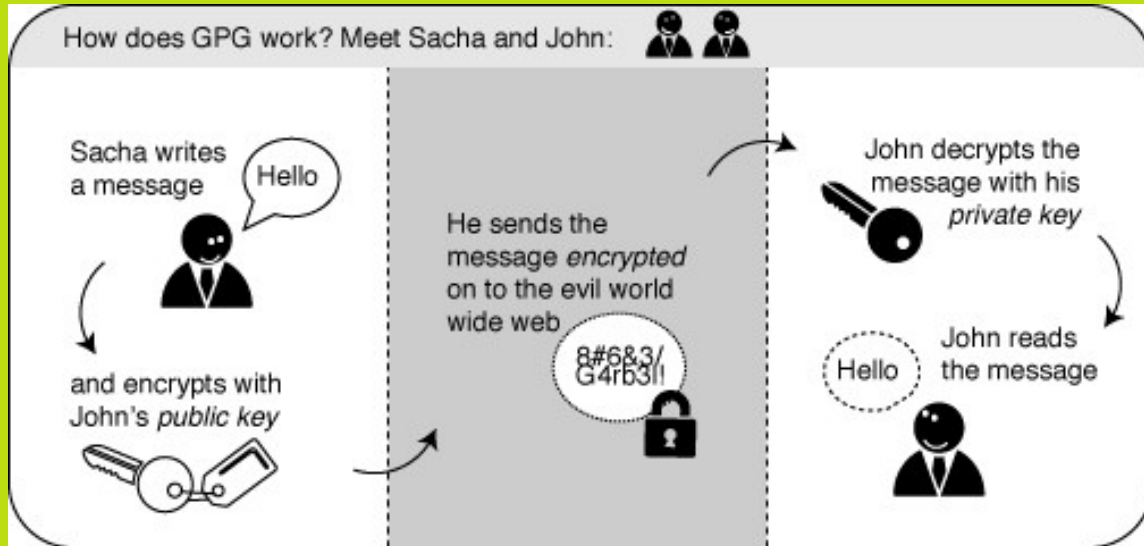 How does GPG work? Meet Sacha and John:
Sacha writes
a message
Hello
and encrypts with
John's public key
He sends the
message encrypted
on to the evil world
wide web
8#6&3/
G4rb3l!
John decrypts the
message with his
private key
John reads
the message
Hello